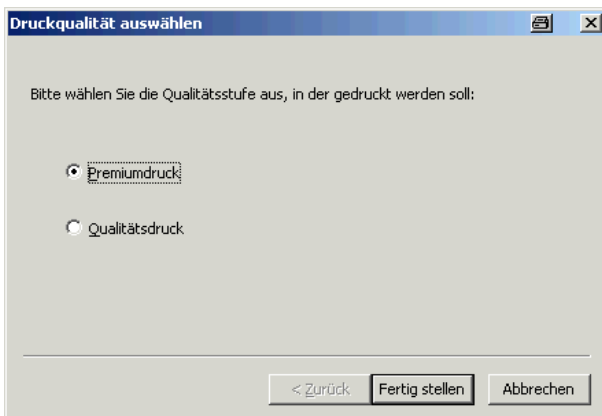 Druckqualität auswählen
Bitte wählen Sie die Qualitätsstufe aus, in der gedruckt werden soll:
Premiumdruck
Qualitätsdruck
< Zurück Fertig stellen Abbrechen